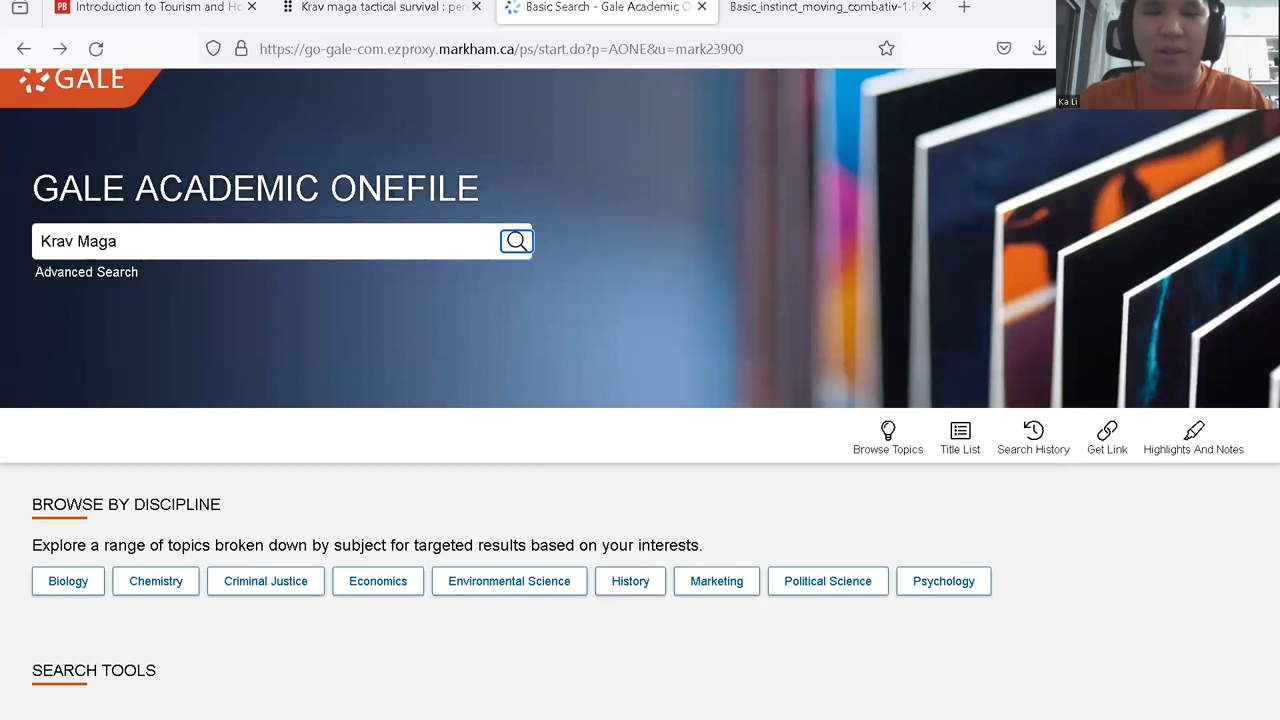 Introduction to Tourism and Ho
Krav maga tactical survival : per
Basic Search - Gale Academic O
Basic_instinct_moving_combativ-1.P
https://go-gale-com.ezproxy.markham.ca/ps/start.do?p=AONE&u=mark23900
Ka Li
GALE
GALE ACADEMIC ONEFILE
Krav Maga
Advanced Search
Browse Topics
Title List
Search History
Get Link
Highlights And Notes
BROWSE BY DISCIPLINE
Explore a range of topics broken down by subject for targeted results based on your interests.
Biology
Chemistry
Criminal Justice
Economics
Environmental Science
History
Marketing
Political Science
Psychology
SEARCH TOOLS